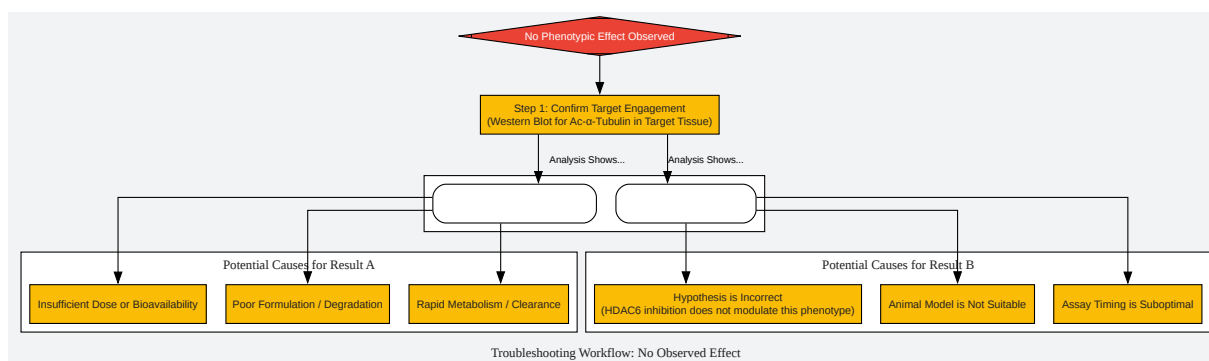 No Phenotypic Effect Observed
Step 1: Confirm Target Engagement
(Western Blot for Ac-α-Tubulin in Target Tissue)
Analysis Shows...
Analysis Shows...
Potential Causes for Result A
Potential Causes for Result B
Insufficient Dose or Bioavailability
Poor Formulation / Degradation
Rapid Metabolism / Clearance
Hypothesis is Incorrect
(HDAC6 inhibition does not modulate this phenotype)
Animal Model is Not Suitable
Assay Timing is Suboptimal
Troubleshooting Workflow: No Observed Effect